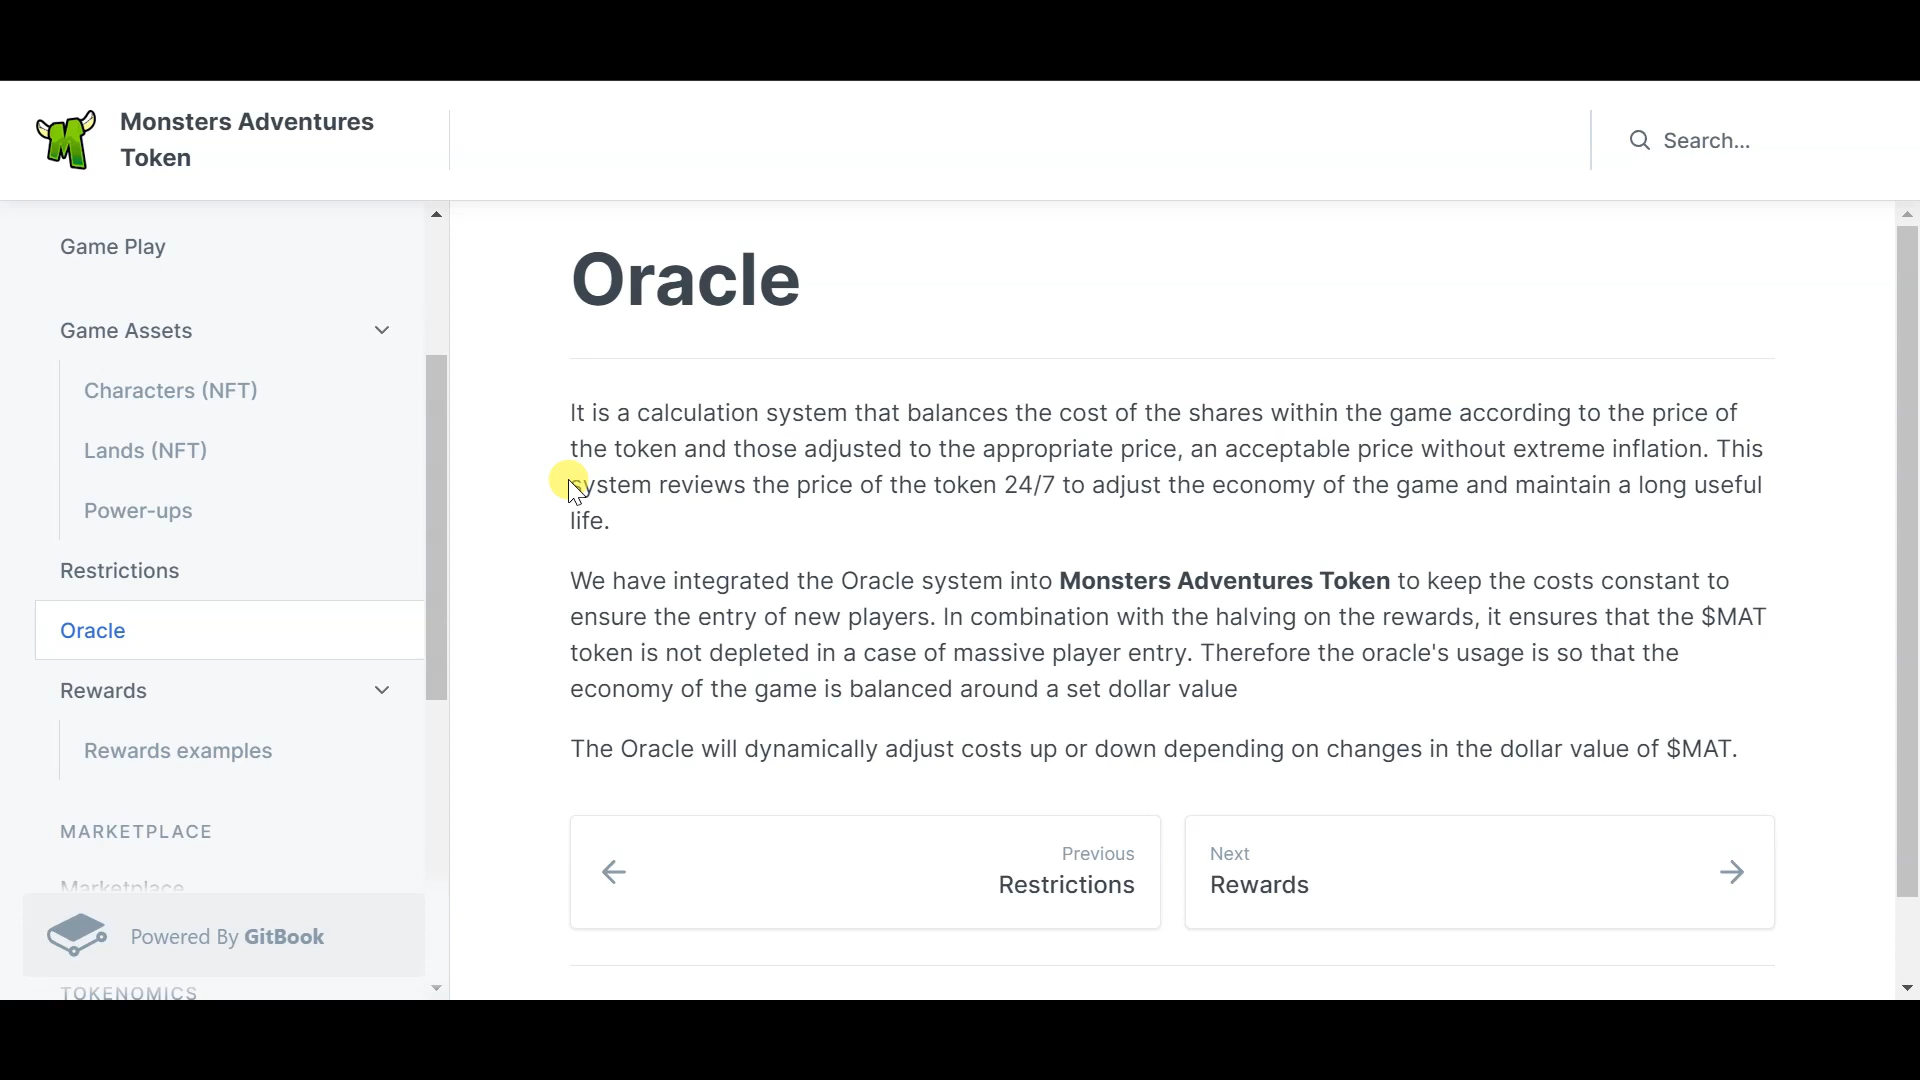 Monsters Adventures
Token
Search...
Game Play
Game Assets
Characters (NFT)
Lands (NFT)
Power-ups
Restrictions
Oracle
Rewards
Rewards examples
MARKETPLACE
Marketplace
Powered By GitBook
TOKENOMICS
Oracle
It is a calculation system that balances the cost of the shares within the game according to the price of
the token and those adjusted to the appropriate price, an acceptable price without extreme inflation. This
system reviews the price of the token 24/7 to adjust the economy of the game and maintain a long useful
life.
We have integrated the Oracle system into Monsters Adventures Token to keep the costs constant to
ensure the entry of new players. In combination with the halving on the rewards, it ensures that the $MAT
token is not depleted in a case of massive player entry. Therefore the oracle's usage is so that the
economy of the game is balanced around a set dollar value
The Oracle will dynamically adjust costs up or down depending on changes in the dollar value of $MAT.
Previous
Restrictions
Next
Rewards